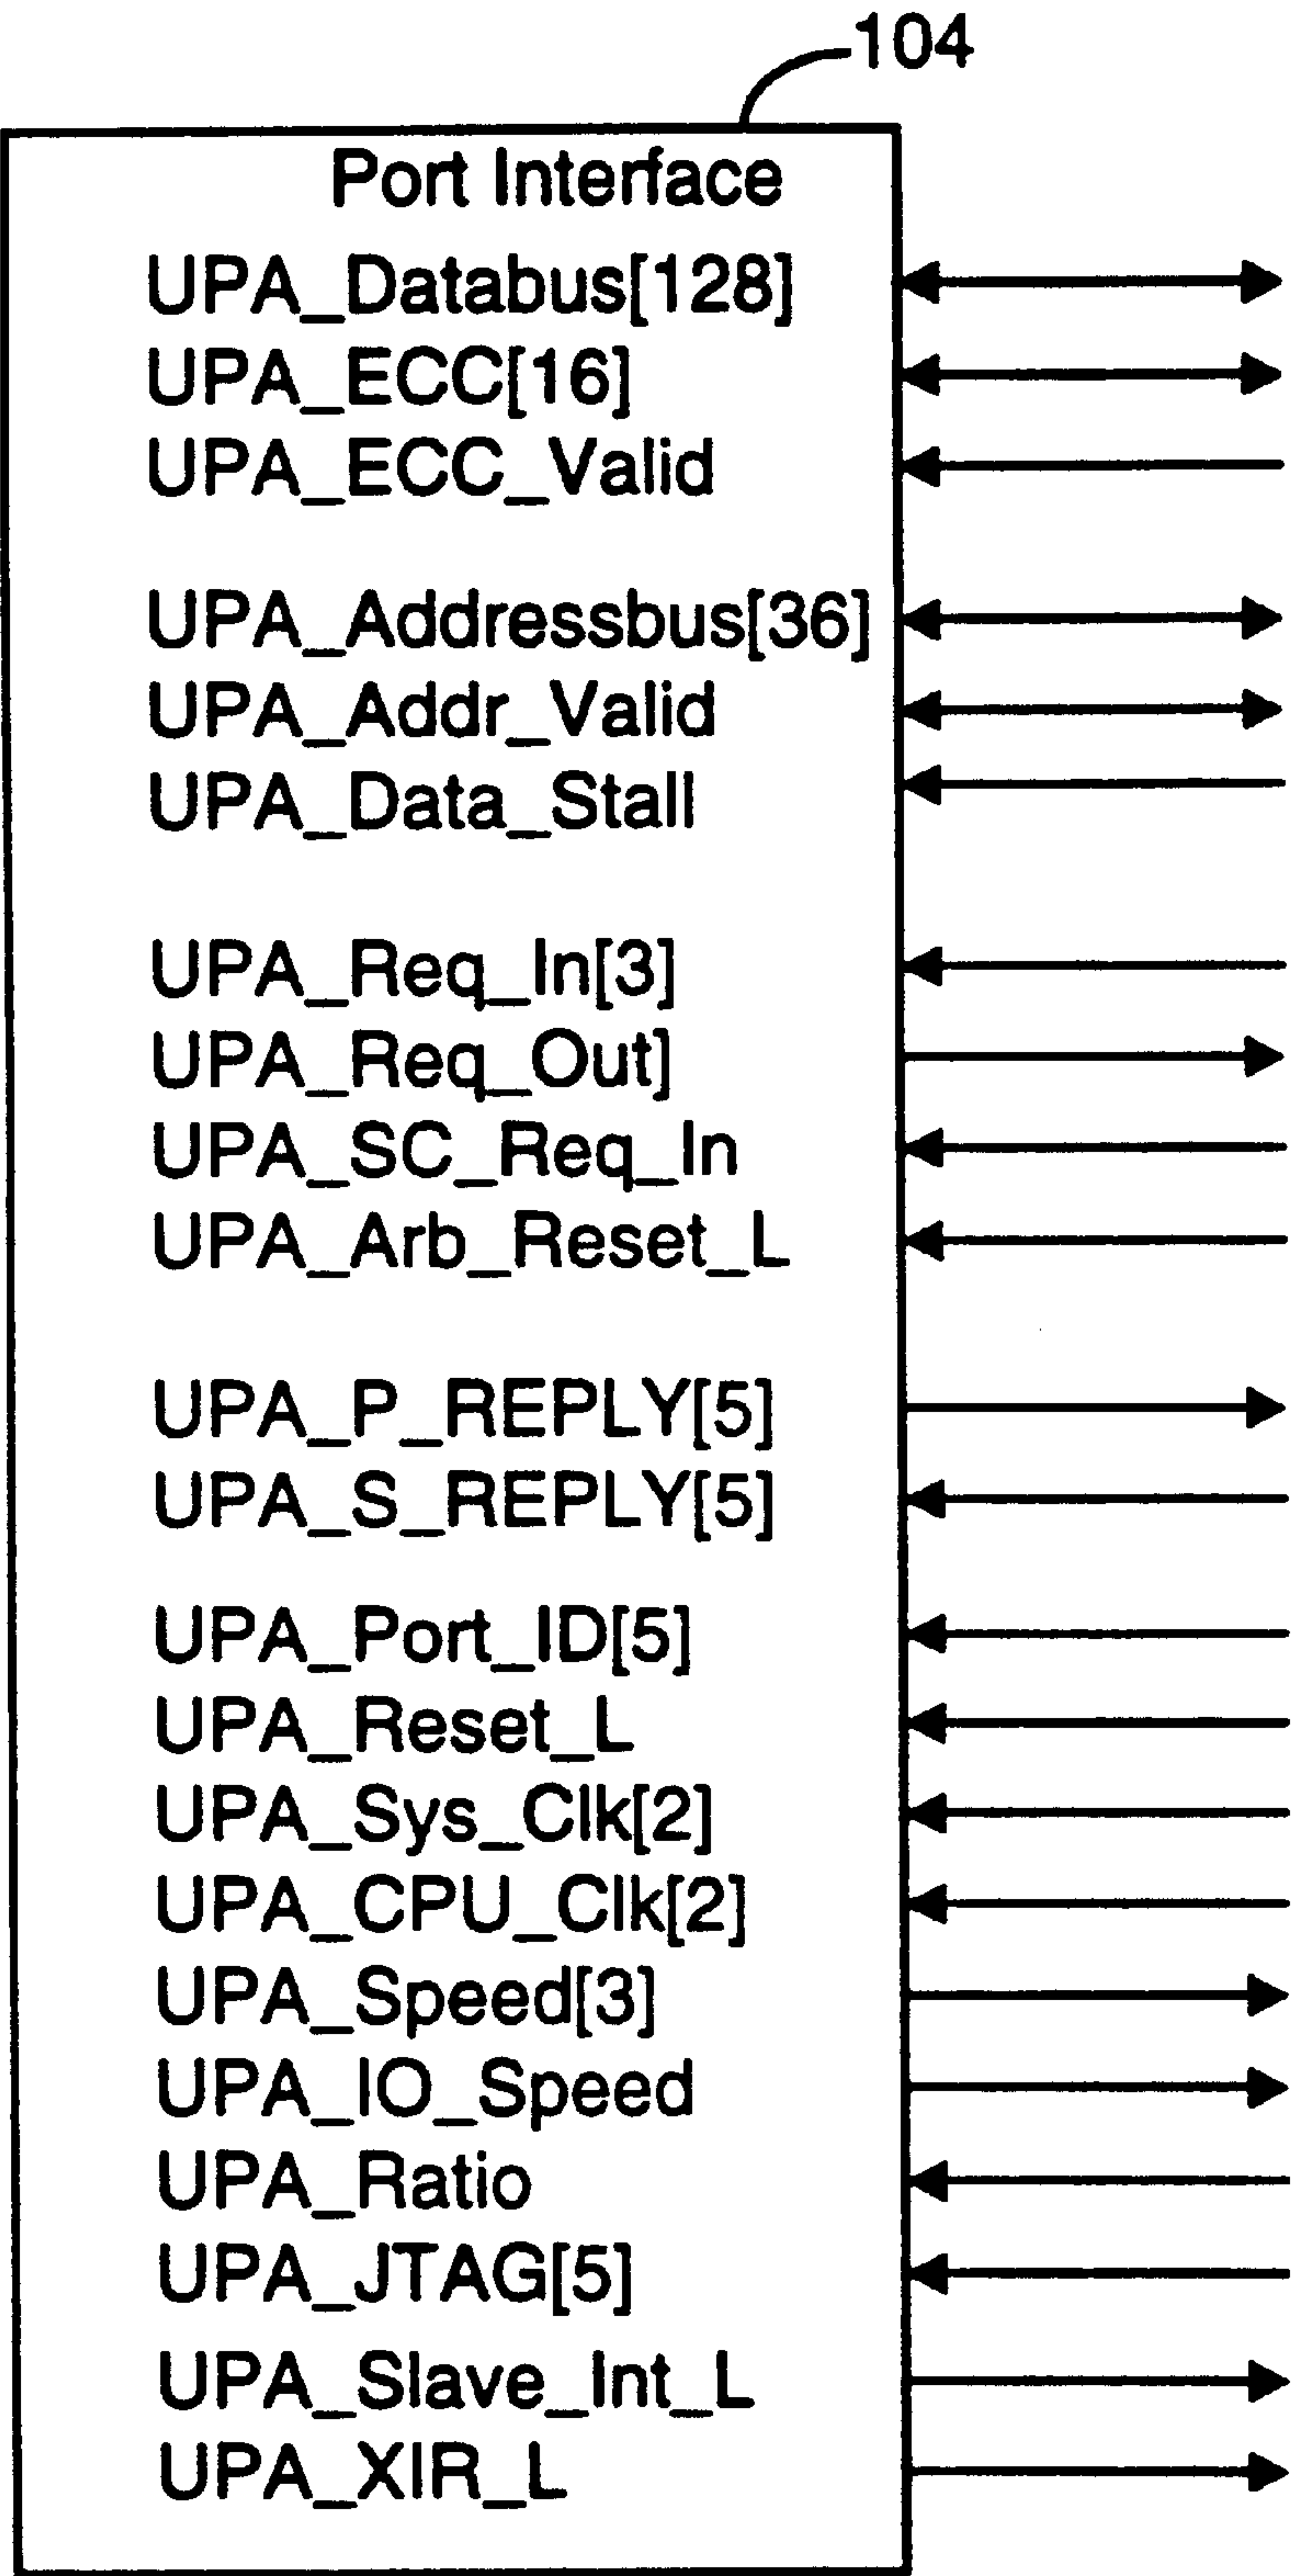 104
Port Interface
UPA_Databus[128]
UPA_ECC[16]
UPA_ECC_Valid
UPA_Addressbus[36]
UPA_Addr_Valid
UPA_Data_Stall
UPA_Req_In[3]
UPA_Req_Out]
UPA_SC_Req_In
UPA_Arb_Reset_L
UPA_P_REPLY[5]
UPA_S_REPLY[5]
UPA_Port_ID[5]
UPA_Reset_L
UPA_Sys_Clk[2]
UPA_CPU_Clk[2]
UPA_Speed[3]
UPA_IO_Speed
UPA_Ratio
UPA_JTAG[5]
UPA_Slave_Int_L
UPA_XIR_L